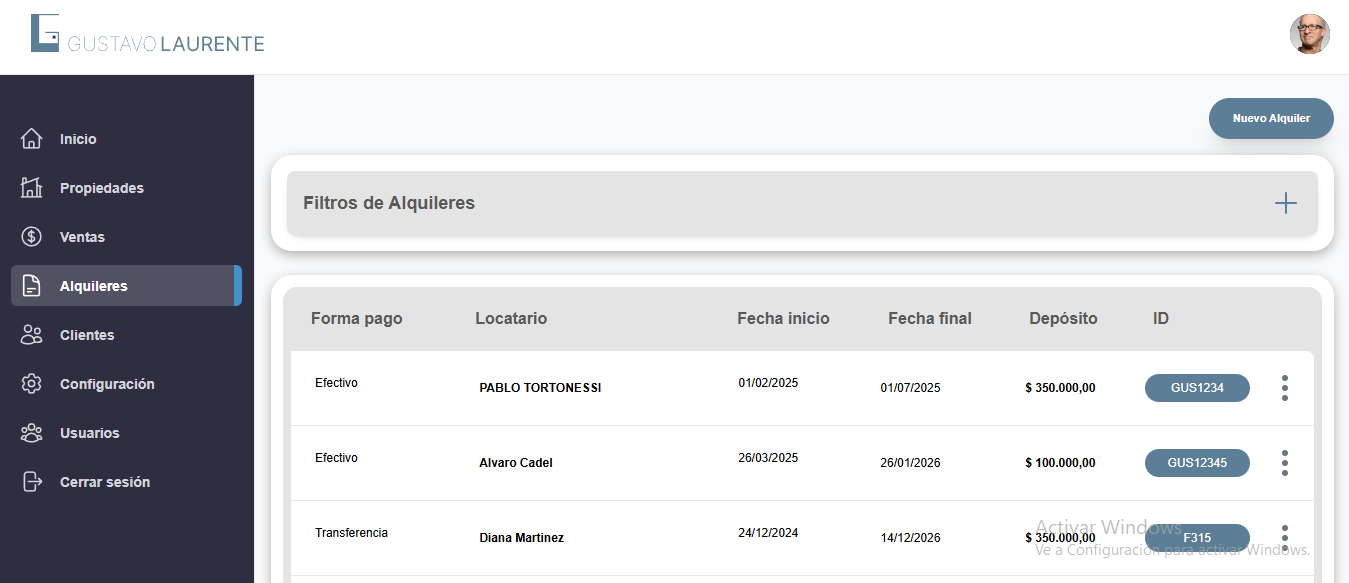 GUSTAVO LAURENTE
Nuevo Alquiler
Inicio
Propiedades
Ventas
Alquileres
Clientes
Configuración
Usuarios
Cerrar sesión
Filtros de Alquileres
Forma pago Locatario Fecha inicio Fecha final Depósito ID
Efectivo PABLO TORTONESSI 01/02/2025 01/07/2025 $ 350.000,00 GUS1234
Efectivo Alvaro Cadel 26/03/2025 26/01/2026 $ 100.000,00 GUS12345
Transferencia Diana Martinez 24/12/2024 14/12/2026 $ 350.000,00 F315
Activar Windows
Ve a Configuración para activar Windows.